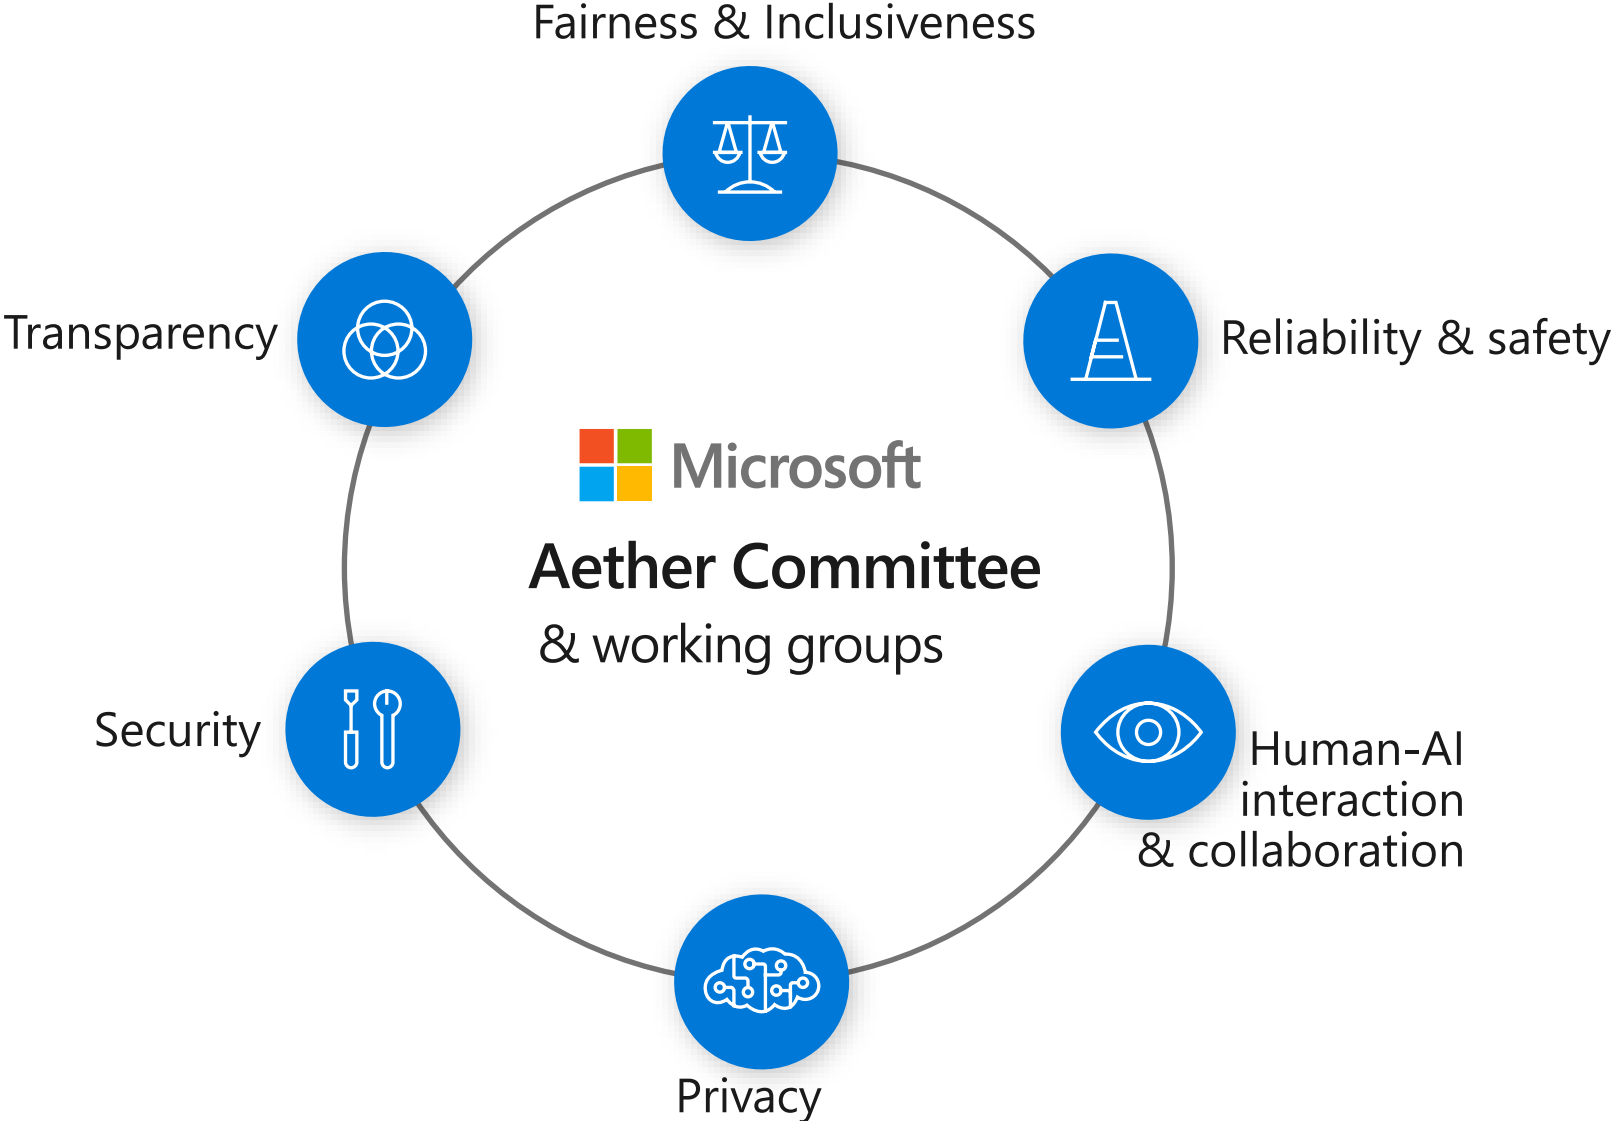 Fairness & Inclusiveness
Transparency
Reliability & safety
Microsoft
Aether Committee
& working groups
Security
Human-AI
interaction
& collaboration
Privacy